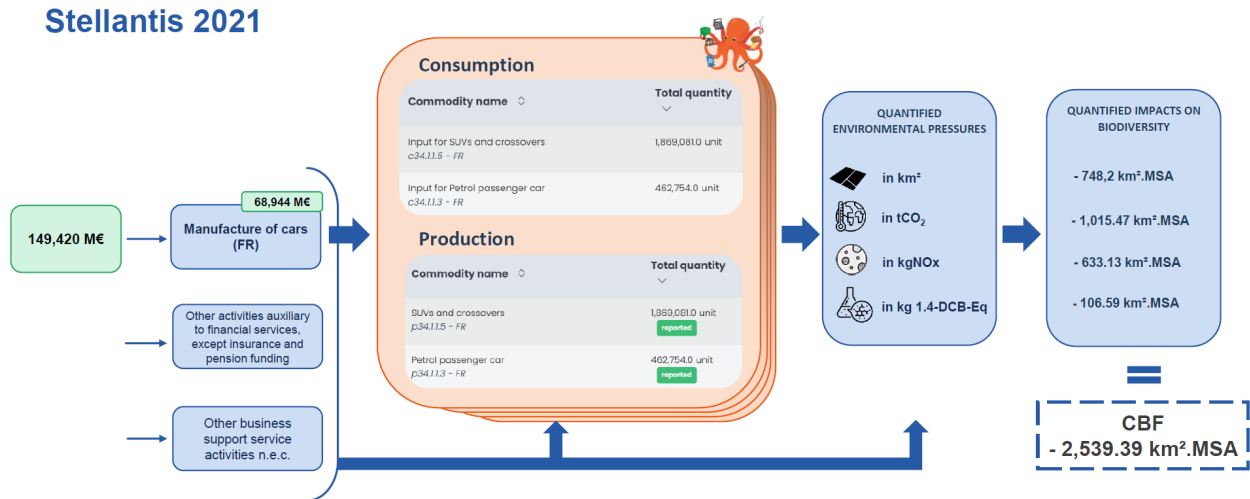 Stellantis 2021
149,420 M€
68,944 M€
Manufacture of cars
(FR)
Other activities auxiliary
to financial services,
except insurance and
pension funding
Other business
support service
activities n.e.c.
Consumption
Commodity name
Total quantity
Input for SUVs and crossovers
c34.1.1.5 - FR
1,869,081.0 unit
Input for Petrol passenger car
c34.1.1.3 - FR
462,754.0 unit
Production
Commodity name
Total quantity
SUVs and crossovers
p34.1.1.5 - FR
1,869,081.0 unit
reported
Petrol passenger car
p34.1.1.3 - FR
462,754.0 unit
reported
QUANTIFIED
ENVIRONMENTAL PRESSURES
in km²
in tCO₂
in kgNOx
in kg 1.4-DCB-Eq
QUANTIFIED IMPACTS ON
BIODIVERSITY
- 748,2 km².MSA
- 1,015.47 km².MSA
- 633.13 km².MSA
- 106.59 km².MSA
CBF
- 2,539.39 km².MSA